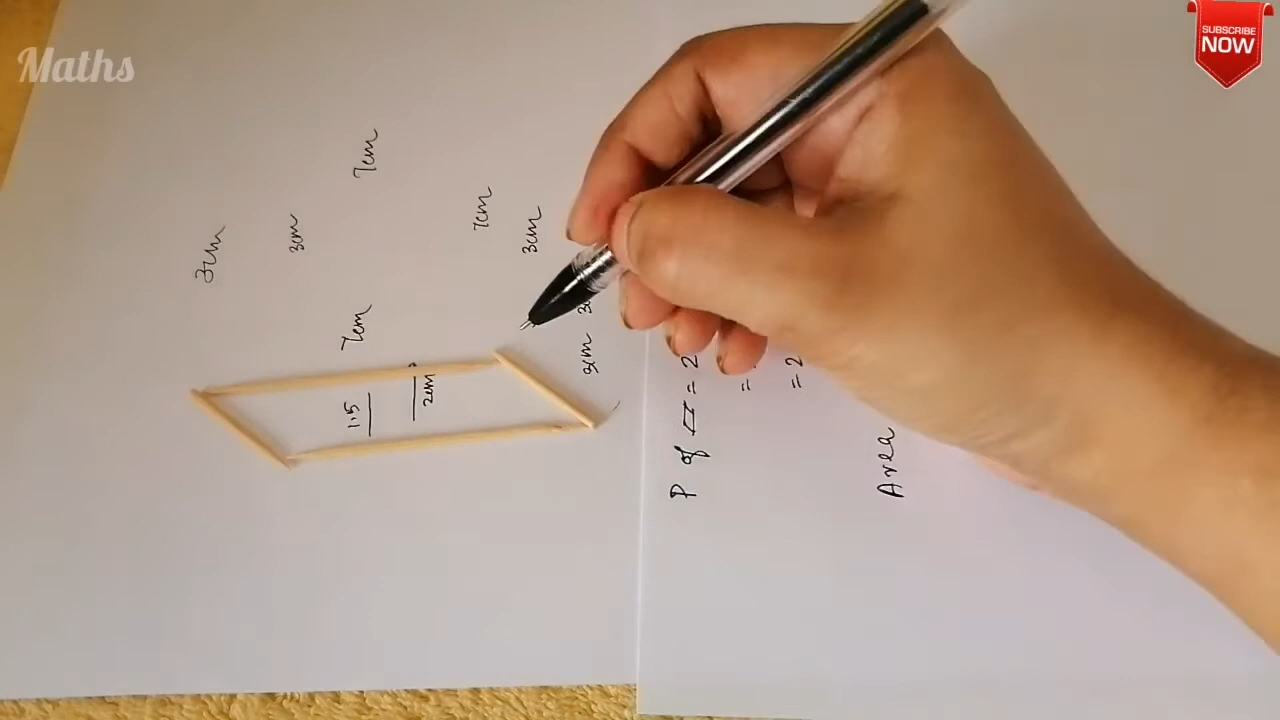 Maths
SUBSCRIBE
NOW
3cm
3cm
7cm
7cm
7cm
3cm
1.5
2cm
3cm
P of ▱ = 2
=
= 2
Area